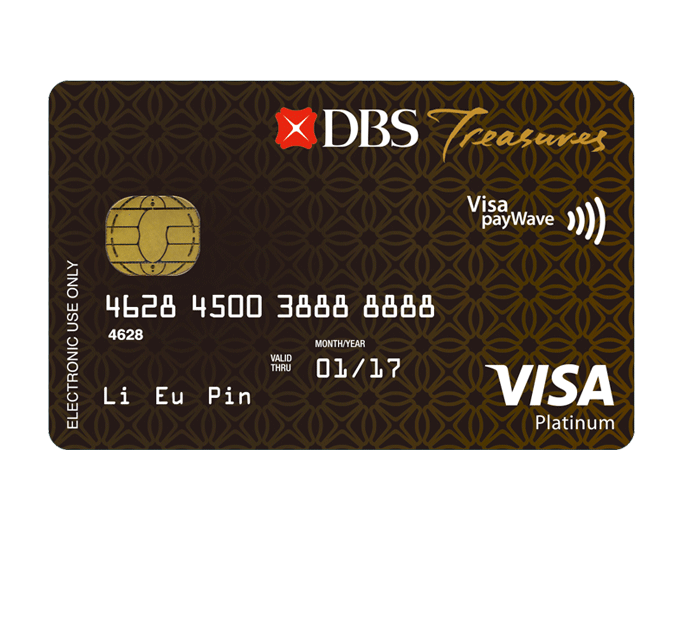 DBS Treasures
Visa
payWave
ELECTRONIC USE ONLY
4628 4500 3888 8888
4628
MONTH/YEAR
VALID
THRU
01/17
Li Eu Pin
VISA
Platinum